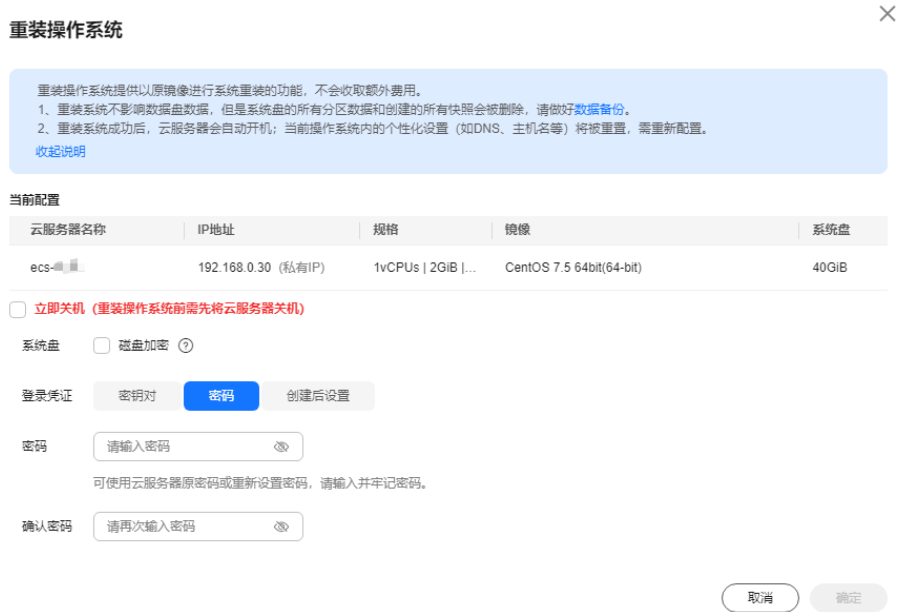 重装操作系统
重装操作系统提供以原镜像进行系统重装的功能，不会收取额外费用。
1、重装系统不影响数据盘数据，但是系统盘的所有分区数据和创建的所有快照会被删除，请做好数据备份。
2、重装系统成功后，云服务器会自动开机；当前操作系统内的个性化设置（如DNS、主机名等）将被重置，需重新配置。
收起说明
当前配置
云服务器名称 IP地址 规格 镜像 系统盘
ecs- 192.168.0.30 (私有IP) 1vCPUs | 2GiB |... CentOS 7.5 64bit(64-bit) 40GiB
立即关机 (重装操作系统前需先将云服务器关机)
系统盘 磁盘加密 ?
登录凭证 密钥对 密码 创建后设置
密码 请输入密码
可使用云服务器原密码或重新设置密码，请输入并牢记密码。
确认密码 请再次输入密码
取消 确定